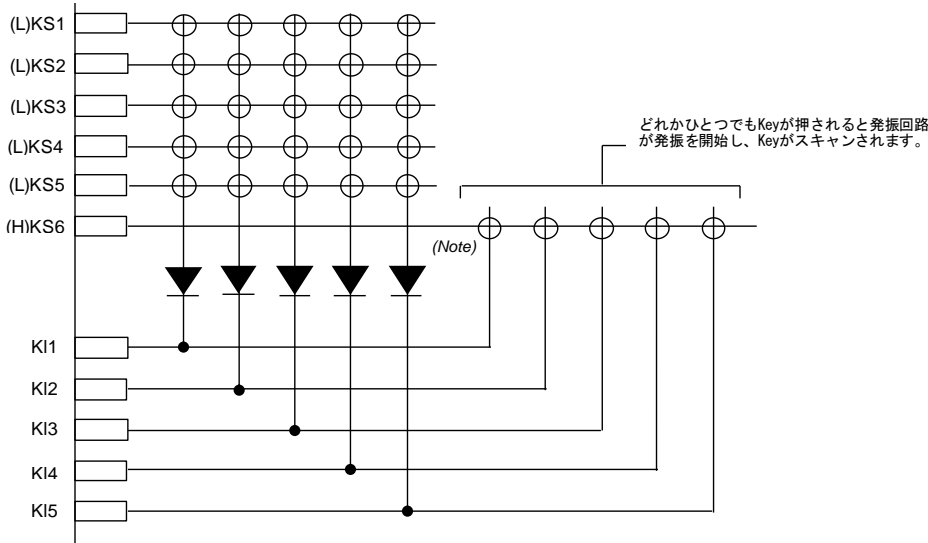 (L)KS1
(L)KS2
(L)KS3
どれかひとつでもKeyが押されると発振回路
が発振を開始し、Keyがスキャンされます。
(L)KS4
(L)KS5
(H)KS6
(Note)
KI1
KI2
KI3
KI4
KI5